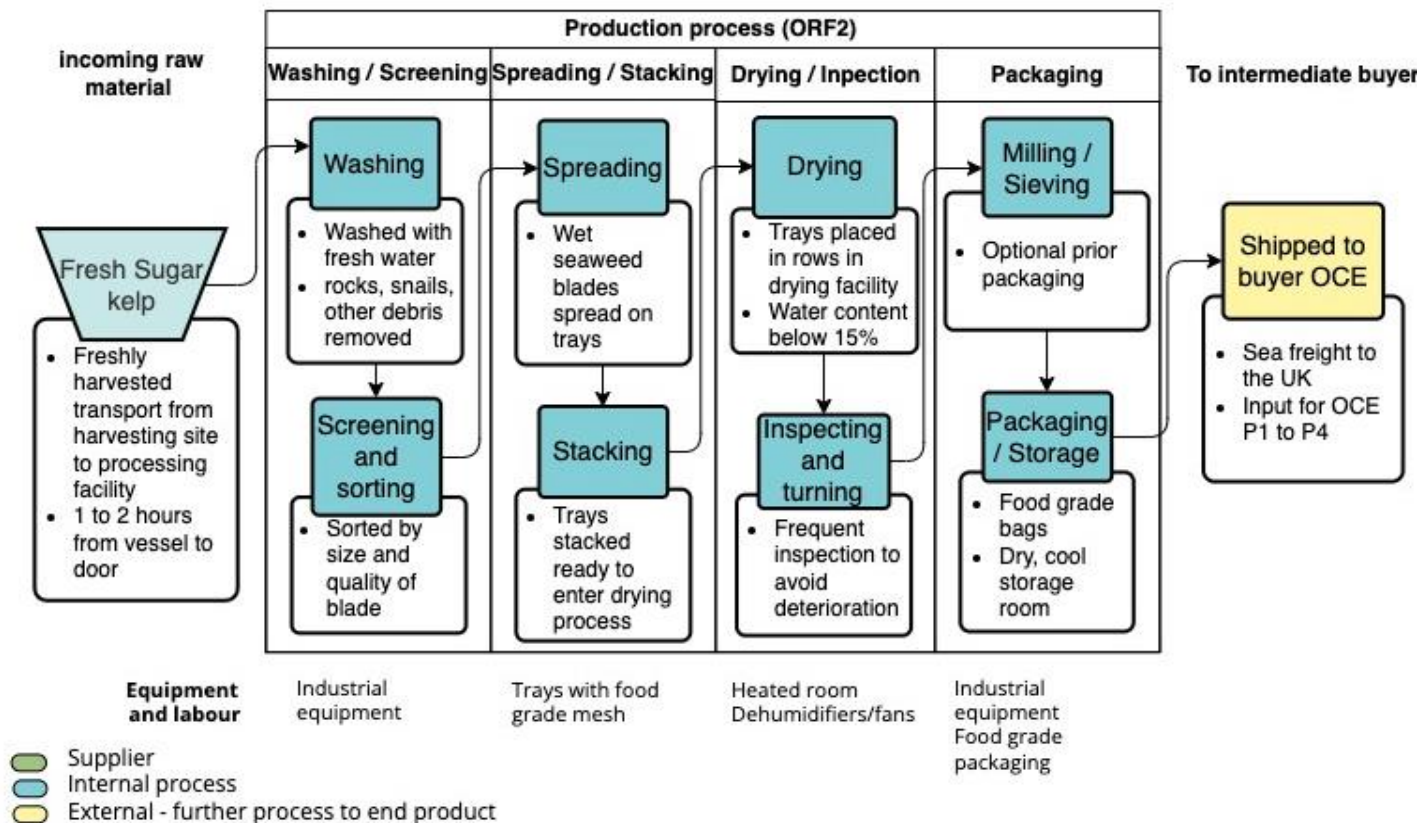 Production process (ORF2)
incoming raw
material
Washing / Screening
Spreading / Stacking
Drying / Inpection
Packaging
To intermediate buyer
Fresh Sugar
kelp
• Freshly
harvested
transport from
harvesting site
to processing
facility
• 1 to 2 hours
from vessel to
door
Washing
• Washed with
fresh water
• rocks, snails,
other debris
removed
Screening
and
sorting
• Sorted by
size and
quality of
blade
Spreading
• Wet
seaweed
blades
spread on
trays
Stacking
• Trays
stacked
ready to
enter drying
process
Drying
• Trays placed
in rows in
drying facility
• Water content
below 15%
Inspecting
and
turning
• Frequent
inspection to
avoid
deterioration
Milling /
Sieving
• Optional prior
packaging
Packaging
/ Storage
• Food grade
bags
• Dry, cool
storage
room
Shipped to
buyer OCE
• Sea freight to
the UK
• Input for OCE
P1 to P4
Equipment
and labour
Industrial
equipment
Trays with food
grade mesh
Heated room
Dehumidifiers/fans
Industrial
equipment
Food grade
packaging
Supplier
Internal process
External - further process to end product